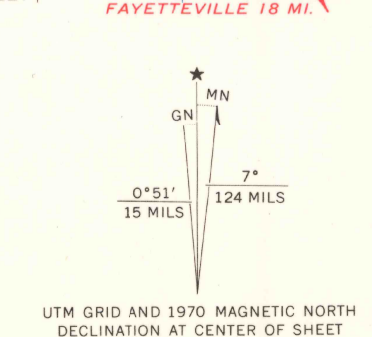 FAYETTEVILLE 18 MI.
★
MN
GN
0°51′
15 MILS
7°
124 MILS
UTM GRID AND 1970 MAGNETIC NORTH
DECLINATION AT CENTER OF SHEET